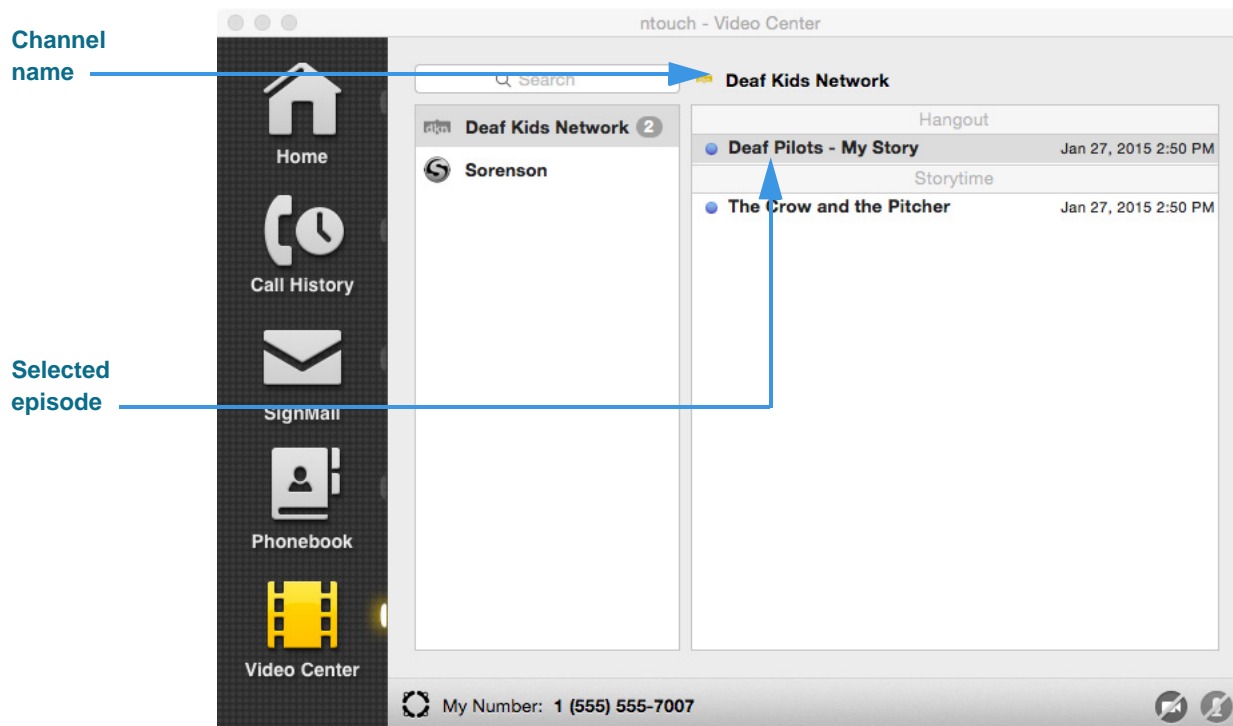 ntouch - Video Center
Channel
name
Search
Deaf Kids Network
Home
dkn Deaf Kids Network 2
Sorenson
Hangout
Deaf Pilots - My Story Jan 27, 2015 2:50 PM
Storytime
The Crow and the Pitcher Jan 27, 2015 2:50 PM
Call History
Selected
episode
SignMail
Phonebook
Video Center
My Number: 1 (555) 555-7007